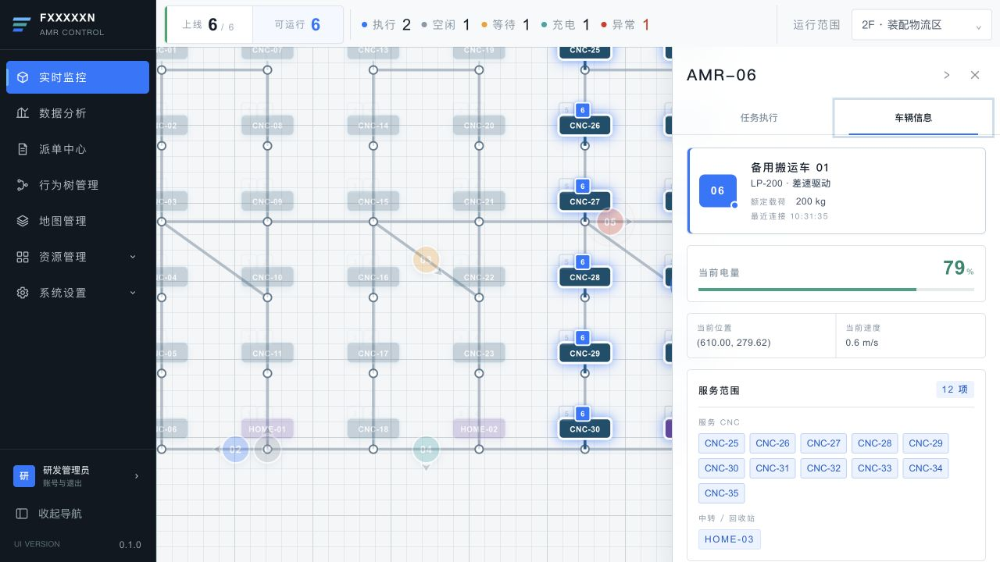 FXXXXXN
AMR CONTROL
实时监控
数据分析
派单中心
行为树管理
地图管理
资源管理
系统设置
研
研发管理员
账号与退出
收起导航
UI VERSION
0.1.0
上线 6 / 6
可运行 6
执行 2
空闲 1
等待 1
充电 1
异常 1
运行范围
2F · 装配物流区
CNC-07
CNC-13
CNC-19
CNC-25
CNC-08
CNC-14
CNC-20
5
6
CNC-26
CNC-09
CNC-15
CNC-21
5
6
CNC-27
05
CNC-10
CNC-16
CNC-22
5
6
CNC-28
CNC-11
CNC-17
CNC-23
5
6
CNC-29
HOME-01
CNC-18
HOME-02
5
6
CNC-30
02
04
AMR-06
任务执行
车辆信息
06
备用搬运车 01
LP-200 · 差速驱动
额定载荷 200 kg
最近连接 10:31:35
当前电量
79%
当前位置
(610.00, 279.62)
当前速度
0.6 m/s
服务范围
12 项
服务 CNC
CNC-25 CNC-26 CNC-27 CNC-28 CNC-29
CNC-30 CNC-31 CNC-32 CNC-33 CNC-34
CNC-35
中转 / 回收站
HOME-03